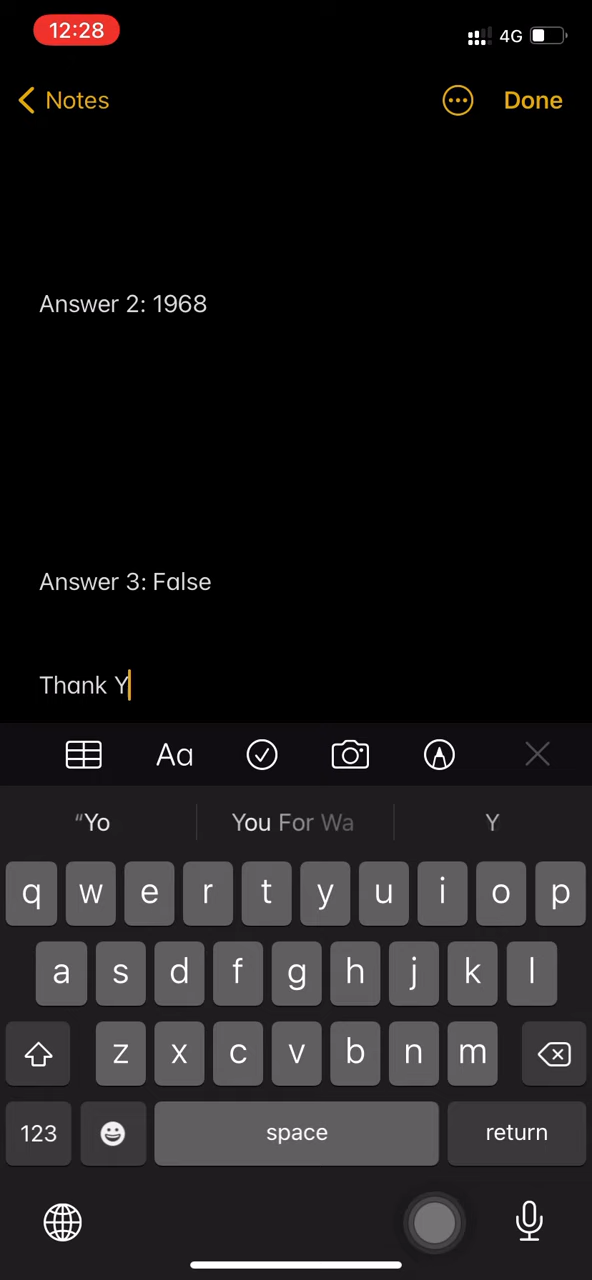 12:28
4G
Notes
Done
Answer 2: 1968
Answer 3: False
Thank Y
Aa
“Yo
You For Wa
Y
q w e r t y u i o p
a s d f g h j k l
z x c v b n m
123
space
return